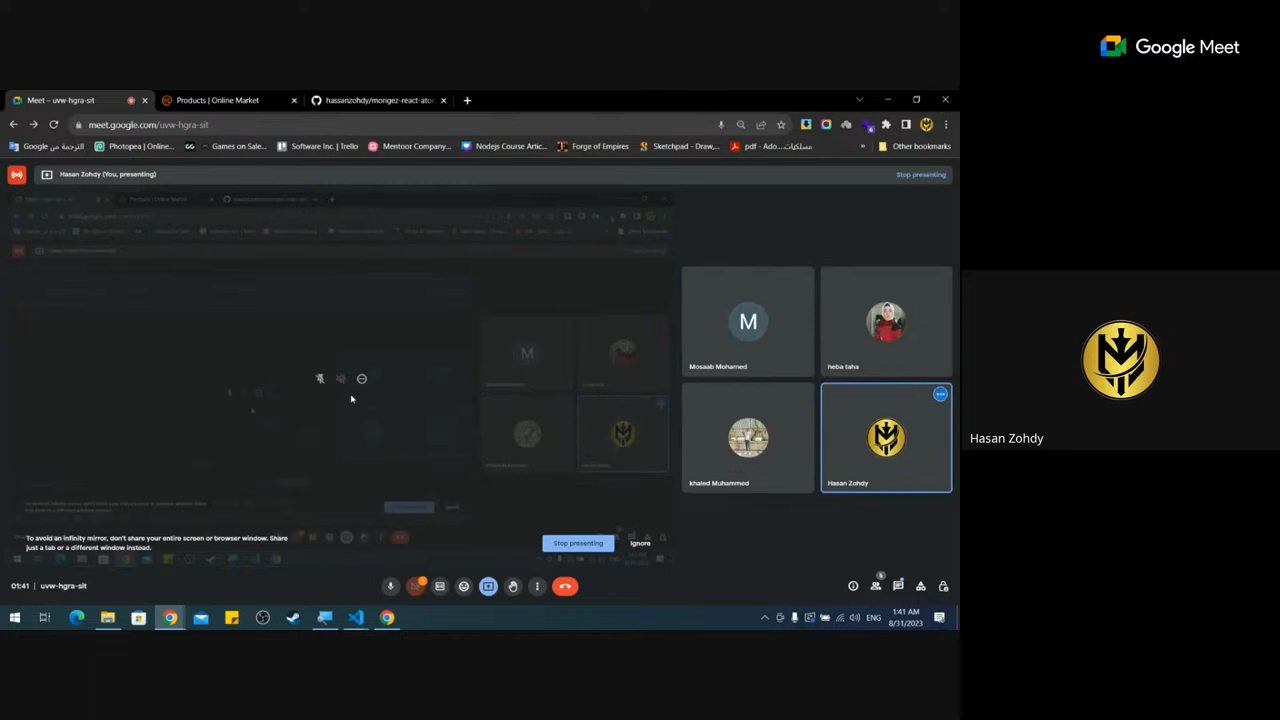 Google Meet
Meet – uvw-hgra-sit
Products | Online Market
hassanzohdy/mongez-react-ato
meet.google.com/uvw-hgra-sit
الترجمة من Google
Photopea | Online...
GG
Games on Sale...
Software Inc. | Trello
Mentoor Company...
Nodejs Course Artic...
Forge of Empires
Sketchpad - Draw,...
pdf - Ado...مسلكيات
»
Other bookmarks
Hasan Zohdy (You, presenting)
Stop presenting
M
Mosaab Mohamed
heba taha
khaled Muhammed
Hasan Zohdy
Hasan Zohdy
To avoid an infinity mirror, don't share your entire screen or browser window. Share
just a tab or a different window instead.
Stop presenting
Ignore
01:41 | uvw-hgra-sit
ENG
1:41 AM
8/31/2023